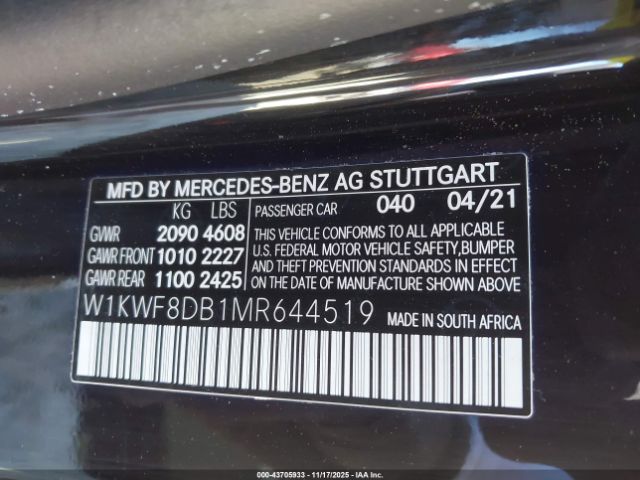 MFD BY MERCEDES-BENZ AG STUTTGART
KG LBS
GVWR 2090 4608
GAWR FRONT 1010 2227
GAWR REAR 1100 2425
PASSENGER CAR 040 04/21
THIS VEHICLE CONFORMS TO ALL APPLICABLE
U.S. FEDERAL MOTOR VEHICLE SAFETY, BUMPER
AND THEFT PREVENTION STANDARDS IN EFFECT
ON THE DATE OF MANUFACTURE SHOWN ABOVE.
W1KWF8DB1MR644519 MADE IN SOUTH AFRICA
000-43705933 - 11/17/2025 - IAAI.COM